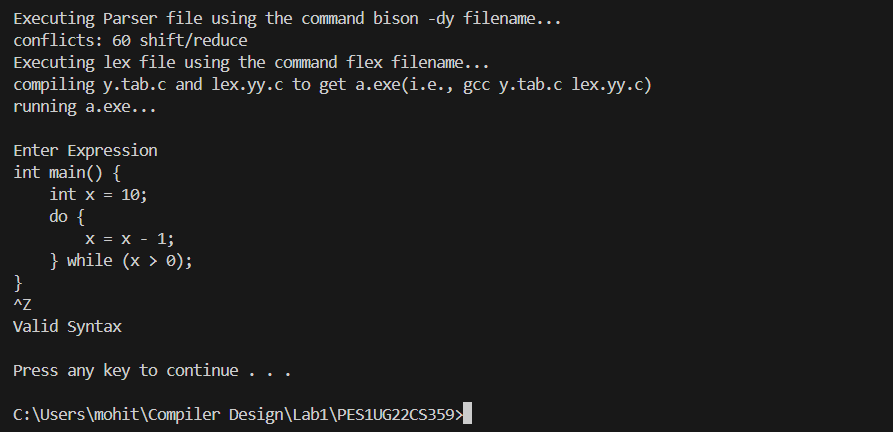 Executing Parser file using the command bison -dy filename...
conflicts: 60 shift/reduce
Executing lex file using the command flex filename...
compiling y.tab.c and lex.yy.c to get a.exe(i.e., gcc y.tab.c lex.yy.c)
running a.exe...

Enter Expression
int main() {
    int x = 10;
    do {
        x = x - 1;
    } while (x > 0);
}
^Z
Valid Syntax

Press any key to continue . . .

C:\Users\mohit\Compiler Design\Lab1\PES1UG22CS359>